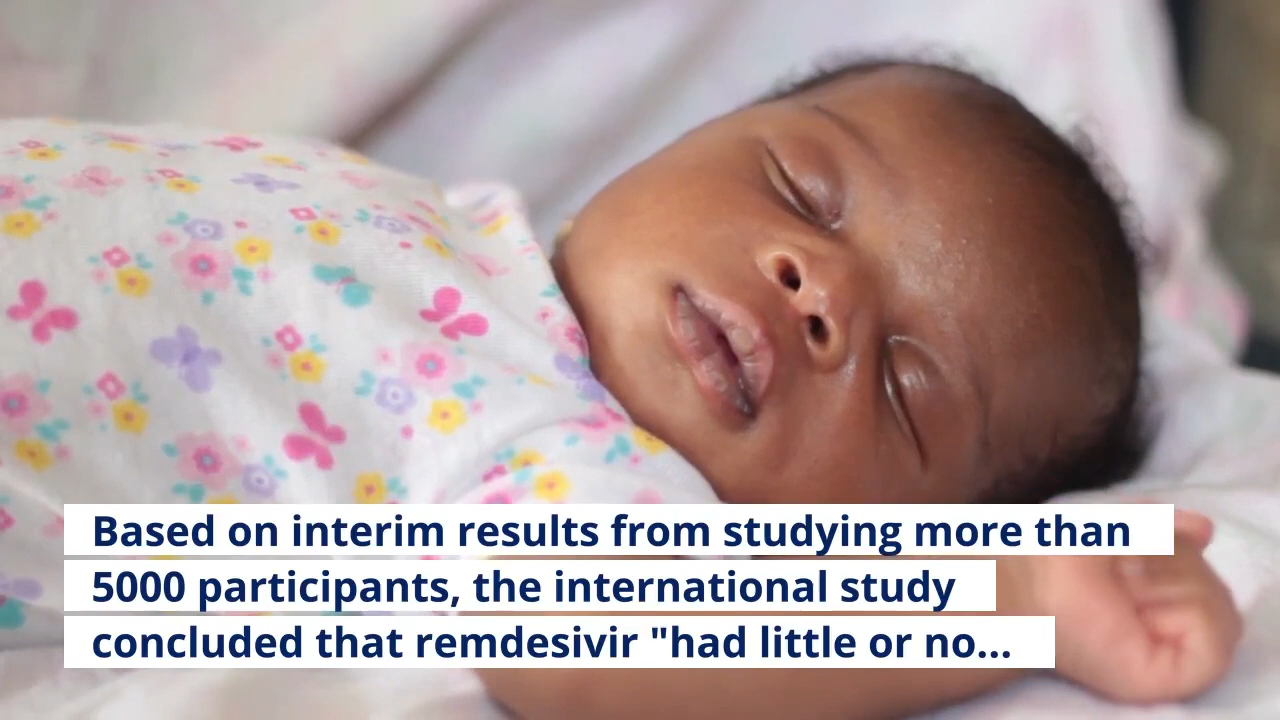 Based on interim results from studying more than
5000 participants, the international study
concluded that remdesivir "had little or no...